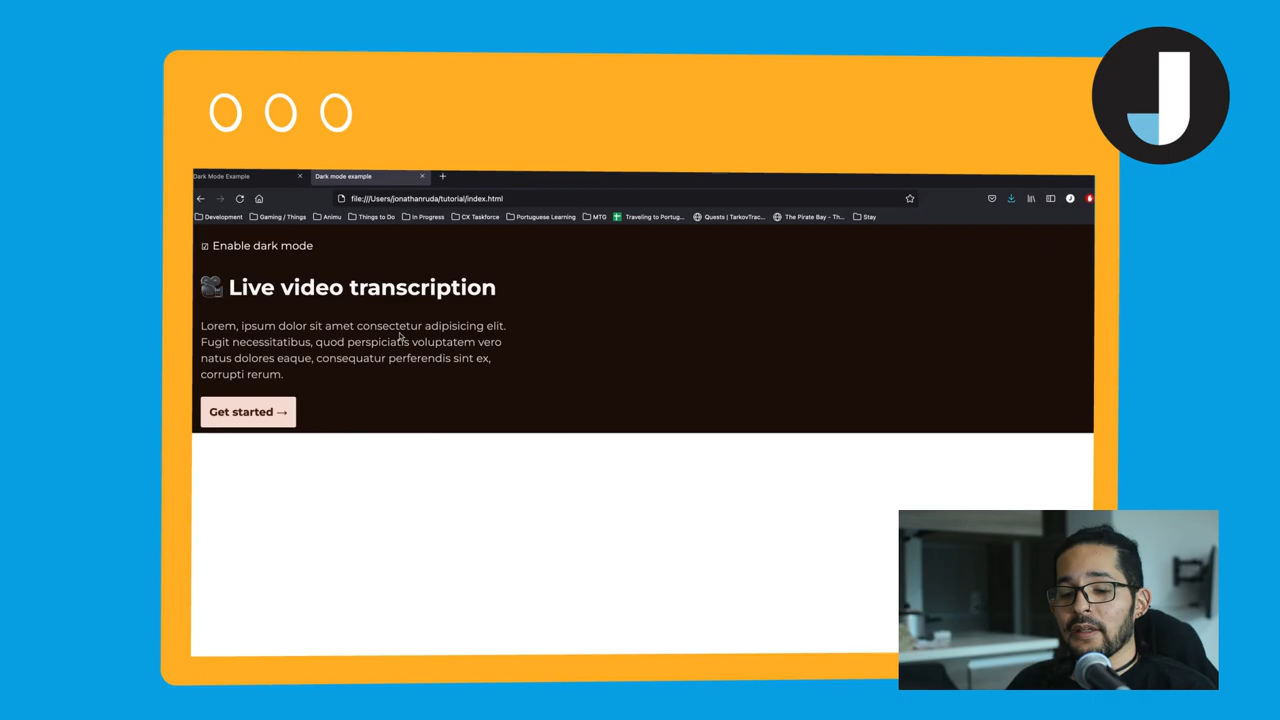 J
Dark Mode Example
Dark mode example
file:///Users/jonathanruda/tutorial/index.html
Development Gaming / Things Animu Things to Do In Progress CX Taskforce Portuguese Learning MTG Traveling to Portug... Quests | TarkovTrac... The Pirate Bay - Th... Stay
Enable dark mode
Live video transcription
Lorem, ipsum dolor sit amet consectetur adipisicing elit.
Fugit necessitatibus, quod perspiciatis voluptatem vero
natus dolores eaque, consequatur perferendis sint ex,
corrupti rerum.
Get started →